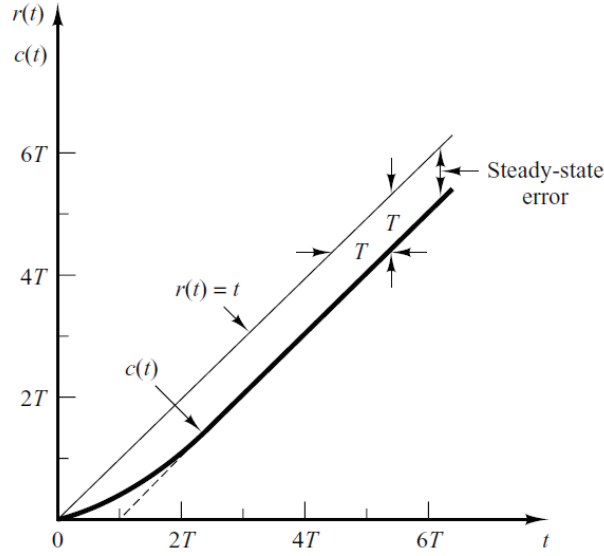 r(t)
c(t)
6T
Steady-state
error
T
T
4T
r(t) = t
c(t)
2T
0
2T
4T
6T
t